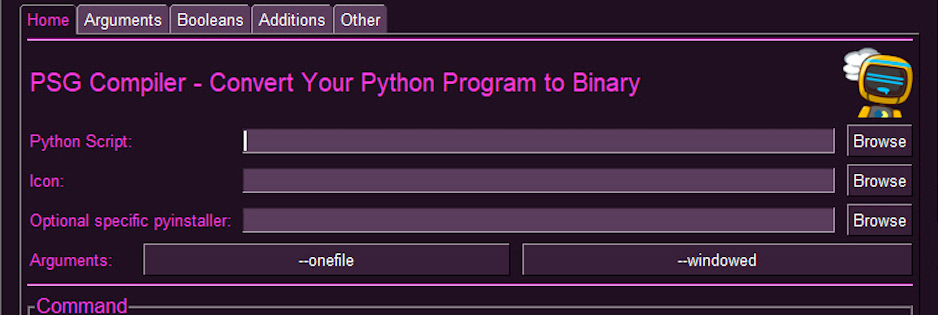 Home Arguments Booleans Additions Other
PSG Compiler - Convert Your Python Program to Binary
Python Script: Browse
Icon: Browse
Optional specific pyinstaller: Browse
Arguments: --onefile --windowed
Command